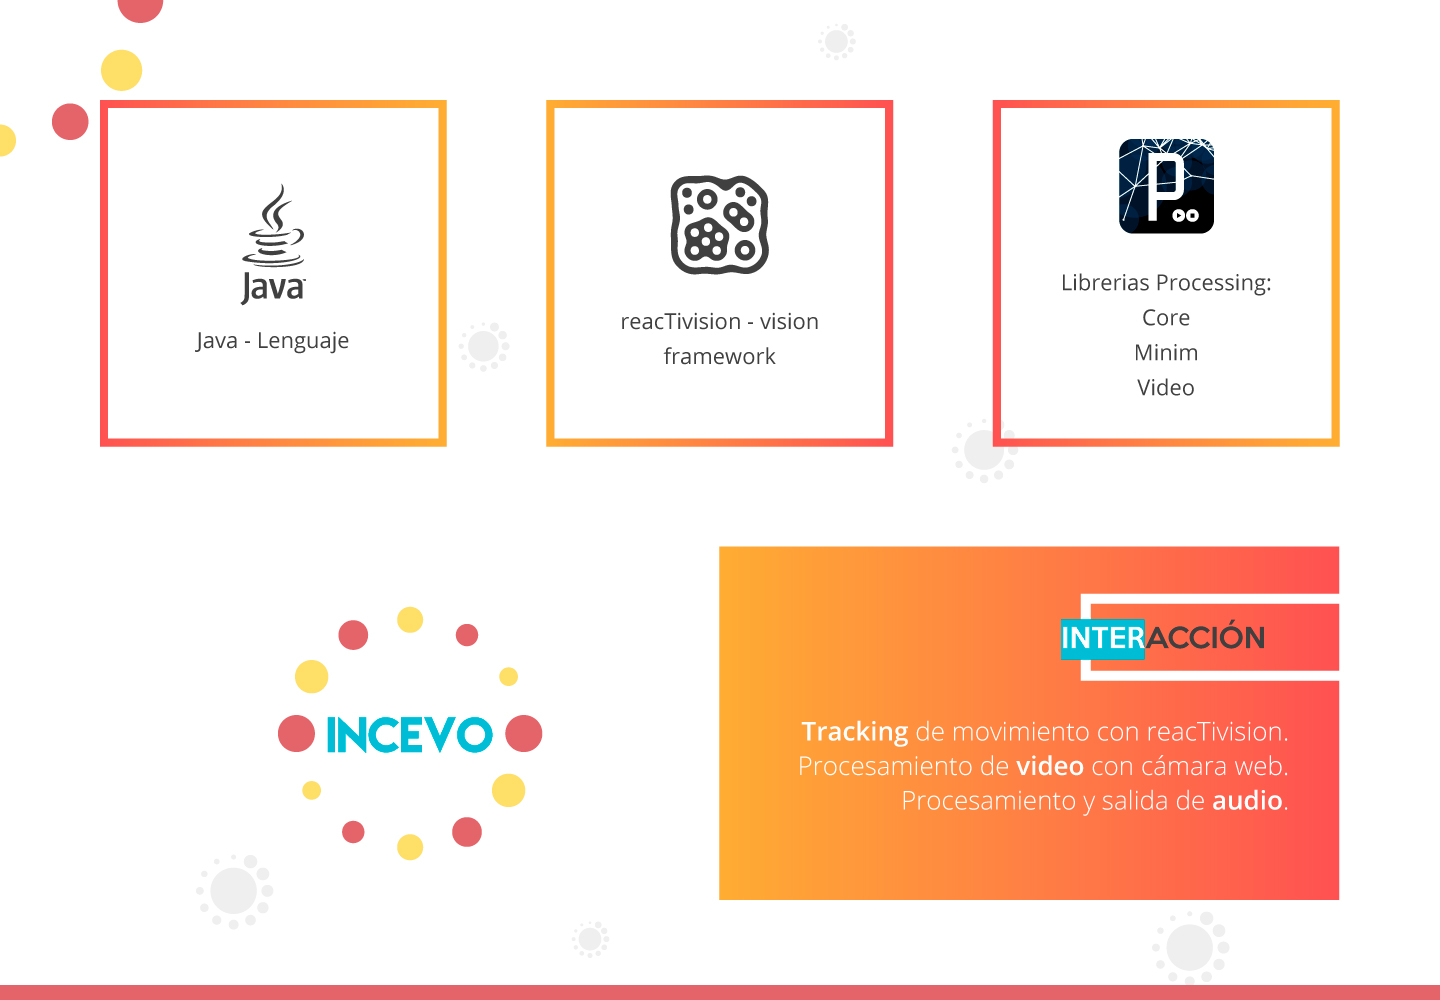 Java
Java - Lenguaje
reacTivision - vision
framework
P
Librerias Processing:
Core
Minim
Video
INCEVO
INTERACCIÓN
Tracking de movimiento con reacTivision.
Procesamiento de video con cámara web.
Procesamiento y salida de audio.